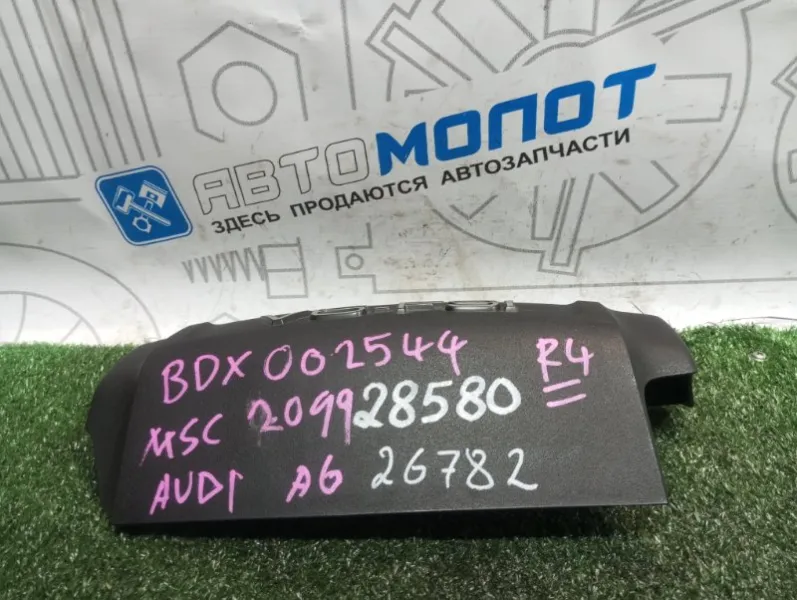 АВТОМОПОТ
ЗДЕСЬ ПРОДАЮТСЯ АВТОЗАПЧАСТИ
BDX002544 R4
MSC 209928580
AUDI A6 26782